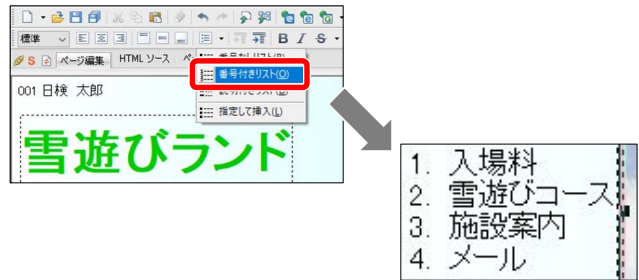 標準
B I S
S ページ編集 HTML ソース
番号付きリスト(O)
指定して挿入(L)
001 日検 太郎
雪遊びランド
1. 入場料
2. 雪遊びコース
3. 施設案内
4. メール